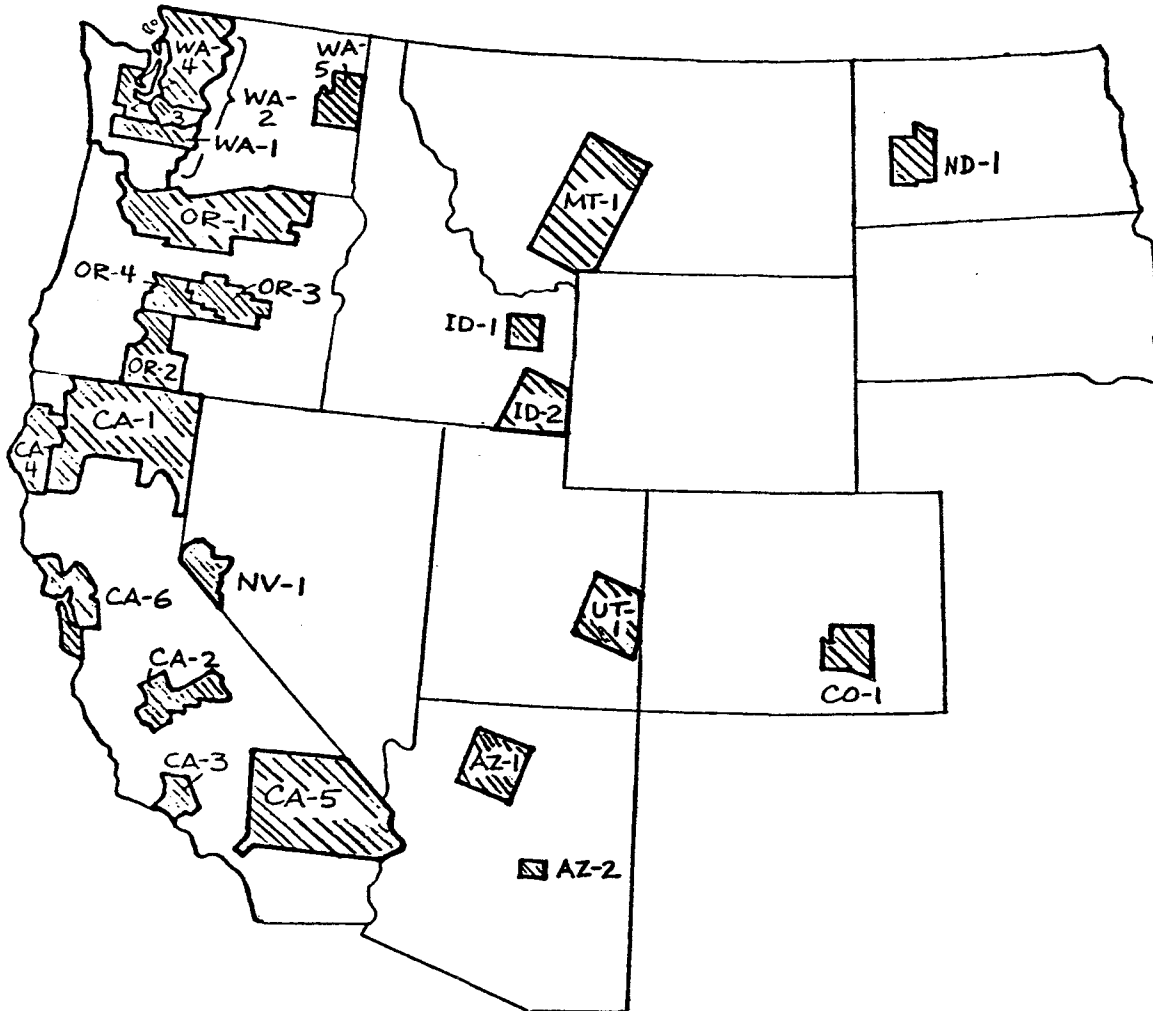 WA-
4
WA-
5
WA-
2
3
WA-1
ND-1
MT-1
OR-1
OR-4
OR-3
ID-1
OR-2
ID-2
CA-1
CA
4
NV-1
CA-6
UT-
1
CA-2
CO-1
CA-3
AZ-1
CA-5
AZ-2